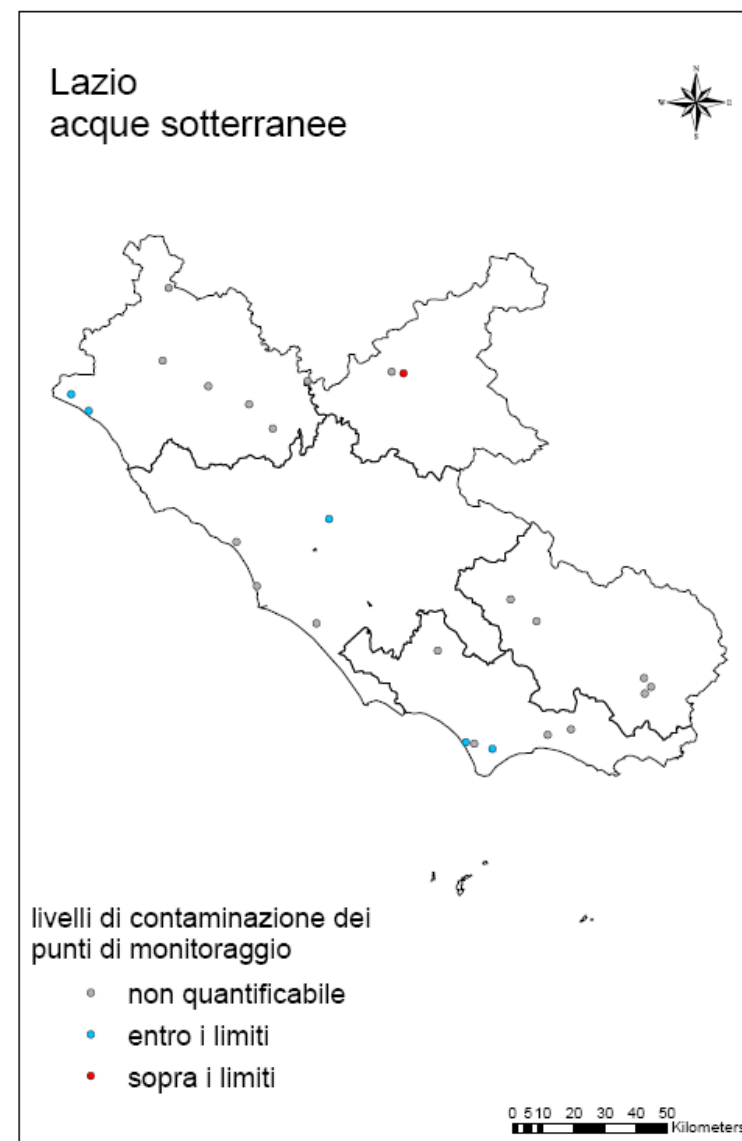 Lazio
acque sotterranee
N
W
E
S
livelli di contaminazione dei
punti di monitoraggio
non quantificabile
entro i limiti
sopra i limiti
0 5 10 20 30 40 50
Kilometers